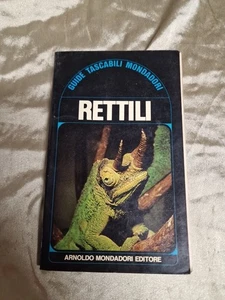 GUIDE TASCABILI MONDADORI
RETTILI
ARNOLDO MONDADORI EDITORE